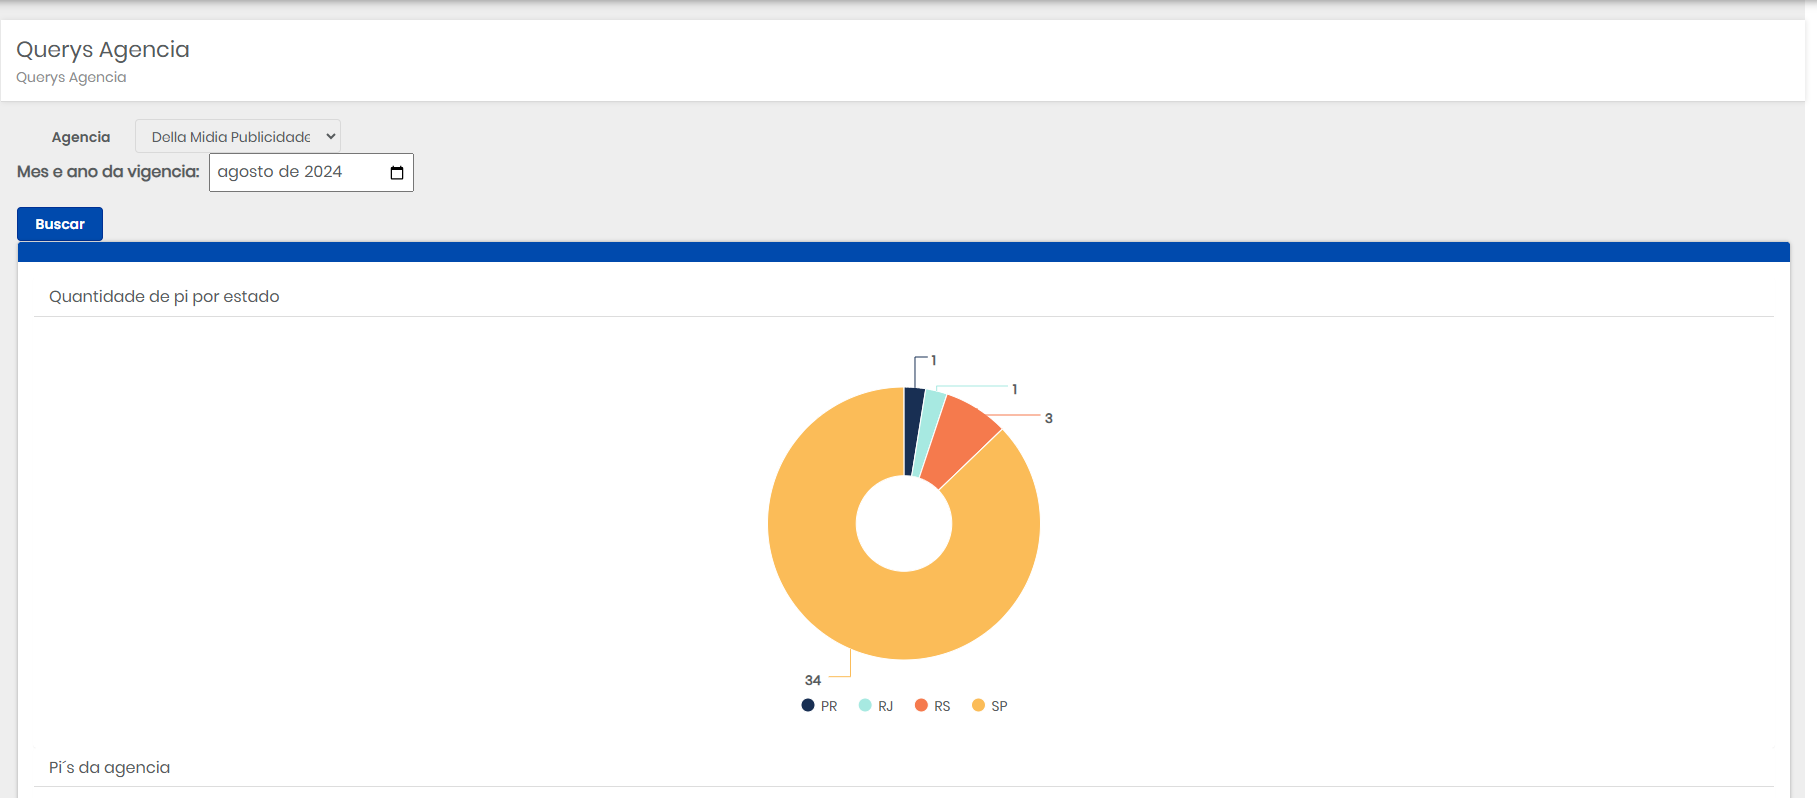 Querys Agencia
Querys Agencia
Agencia Della Midia Publicidade
Mes e ano da vigencia: agosto de 2024
Buscar
Quantidade de pi por estado
1
1
3
34
PR RJ RS SP
Pi´s da agencia